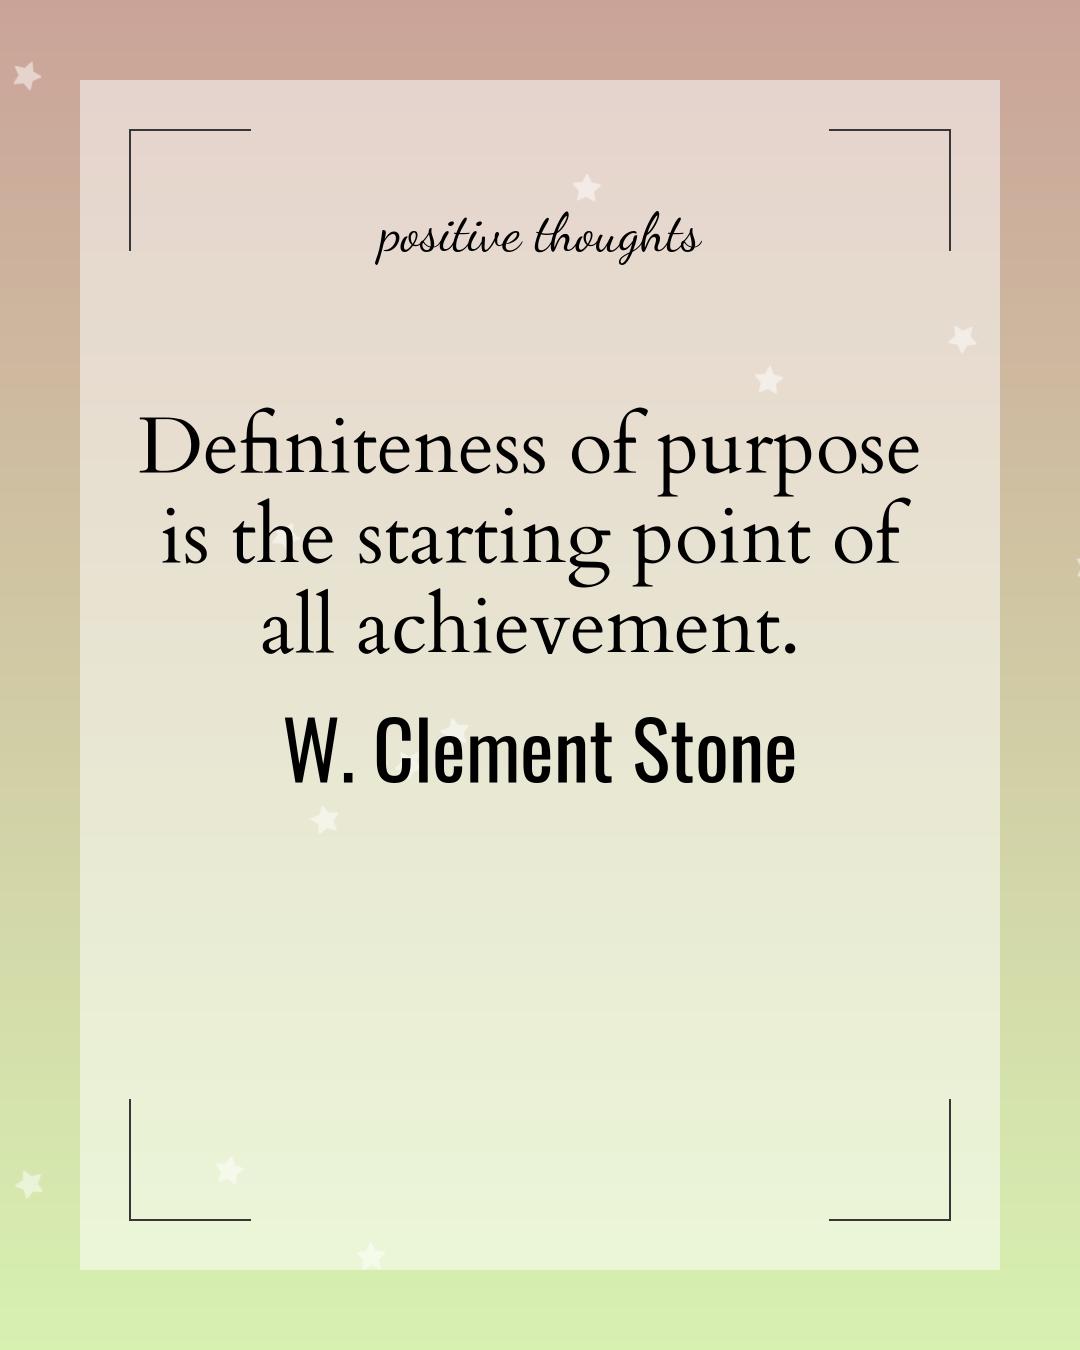 positive thoughts
Definiteness of purpose
is the starting point of
all achievement.
W. Clement Stone